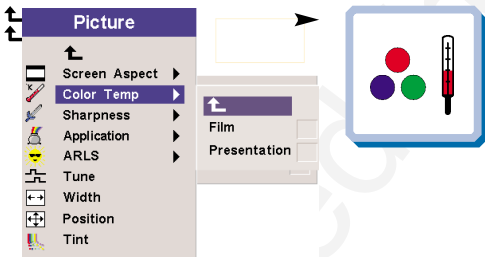 Picture
Screen Aspect
Color Temp
Sharpness
Application
ARLS
Tune
Width
Position
Tint
Film
Presentation